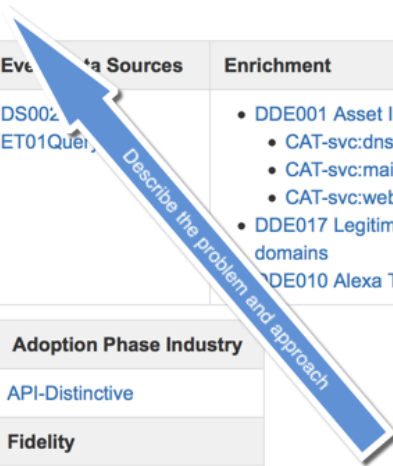 Sources
Enrichment
DS002
ET01Query
• DDE001 Asset
• CAT-svc:dns
• CAT-svc:mai
• CAT-svc:web
• DDE017 Legitim
domains
DDE010 Alexa
Describe the problem and approach
Adoption Phase Industry
API-Distinctive
Fidelity